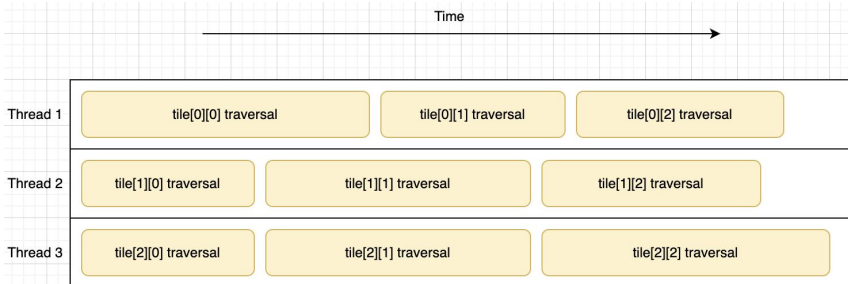 Time
Thread 1
tile[0][0] traversal
tile[0][1] traversal
tile[0][2] traversal
Thread 2
tile[1][0] traversal
tile[1][1] traversal
tile[1][2] traversal
Thread 3
tile[2][0] traversal
tile[2][1] traversal
tile[2][2] traversal